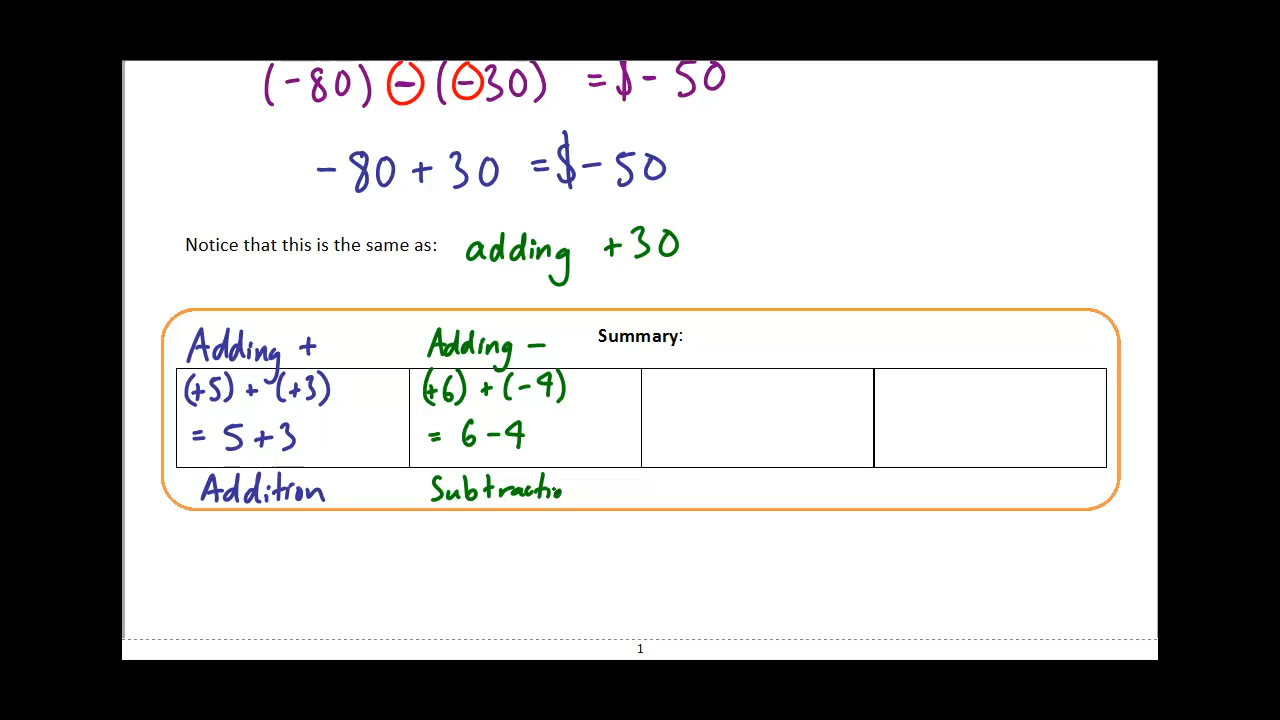 (-80) - (-30) = $ - 50
- 80 + 30 = $ - 50
Notice that this is the same as: adding +30
Summary:
Adding + Adding -
(+5) + (+3) (+6) + (-4)
= 5 + 3 = 6 - 4
Addition Subtractio
1